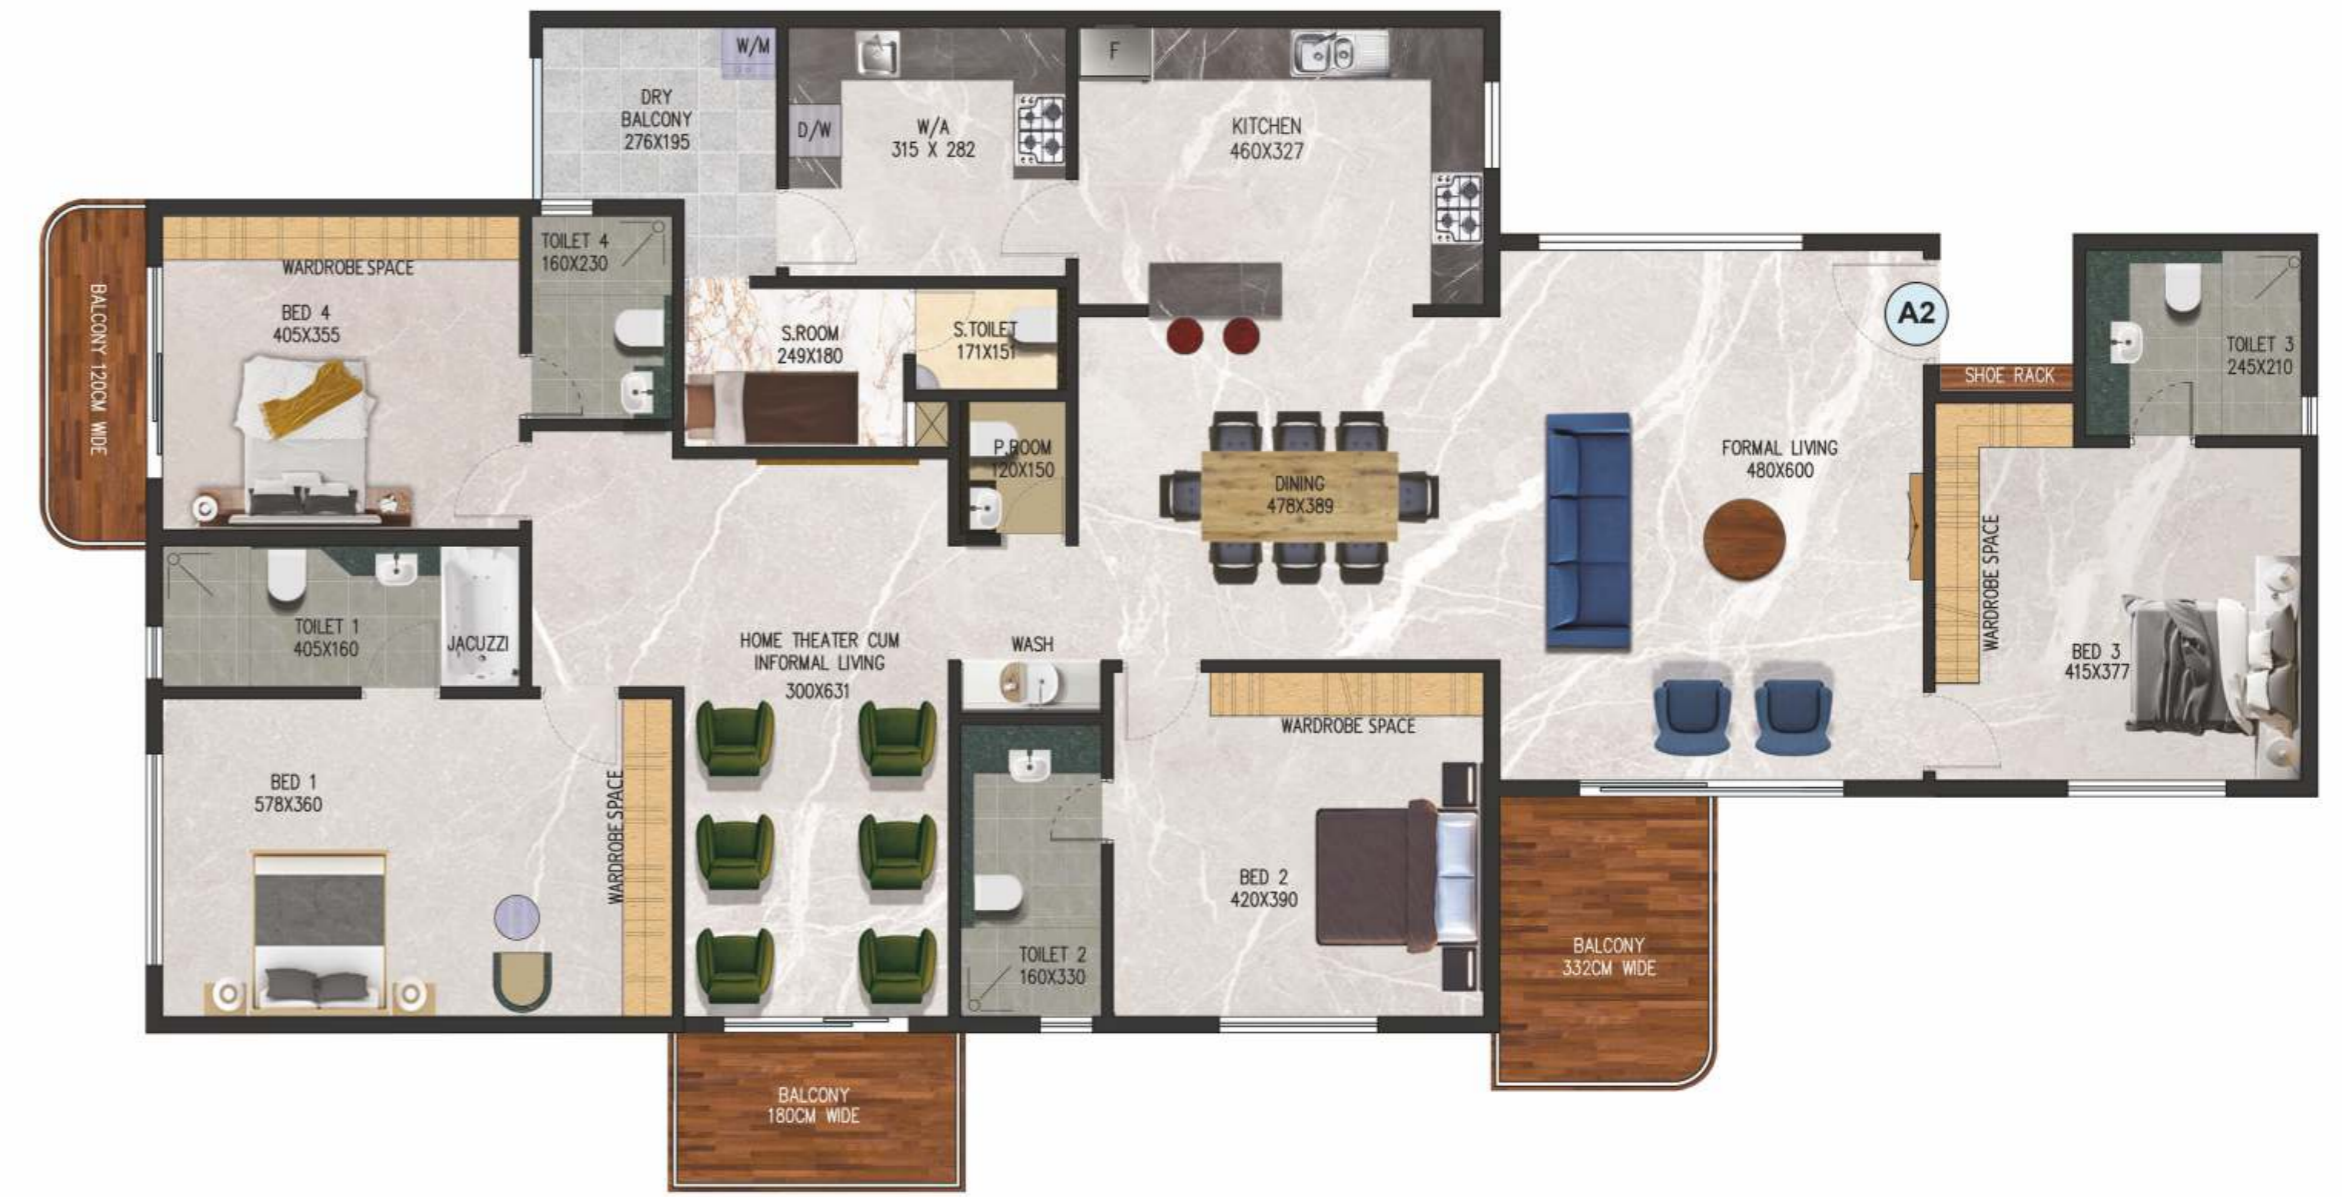 W/M
DRY
BALCONY
276X195
D/W
W/A
315 X 282
F
KITCHEN
460X327
BALCONY 120CM WIDE
WARDROBE SPACE
BED 4
405X355
TOILET 4
160X230
S.ROOM
249X180
S.TOILET
171X151
P.ROOM
120X150
DINING
478X389
FORMAL LIVING
480X600
A2
SHOE RACK
TOILET 3
245X210
WARDROBE SPACE
BED 3
415X377
TOILET 1
405X160
JACUZZI
HOME THEATER CUM
INFORMAL LIVING
300X631
WASH
WARDROBE SPACE
BED 1
578X360
WARDROBE SPACE
BED 2
420X390
TOILET 2
160X330
BALCONY
332CM WIDE
BALCONY
180CM WIDE